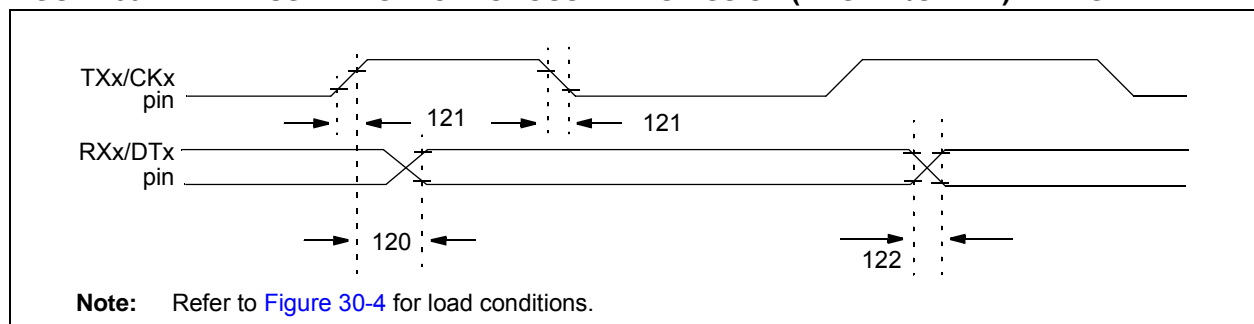 TXx/CKx
pin
121
121
RXx/DTx
pin
120
122
Note: Refer to Figure 30-4 for load conditions.